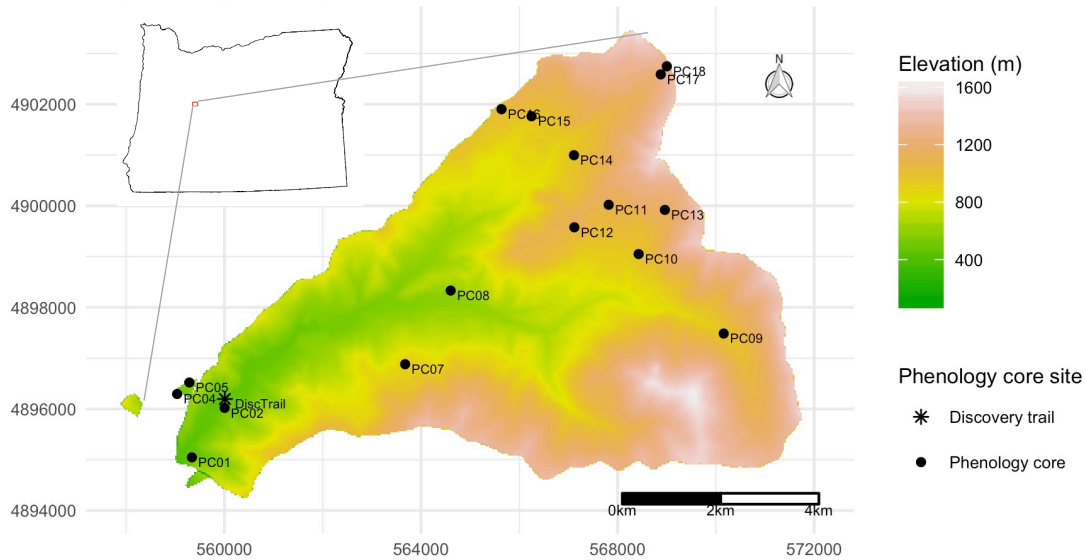 N
Elevation (m)
1600
1200
800
400
4902000
4900000
4898000
4896000
4894000
PC18
PC17
PC16
PC15
PC14
PC11
PC13
PC12
PC10
PC08
PC09
PC07
PC05
PC04
DiscTrail
PC02
PC01
Phenology core site
Discovery trail
Phenology core
0km 2km 4km
560000 564000 568000 572000